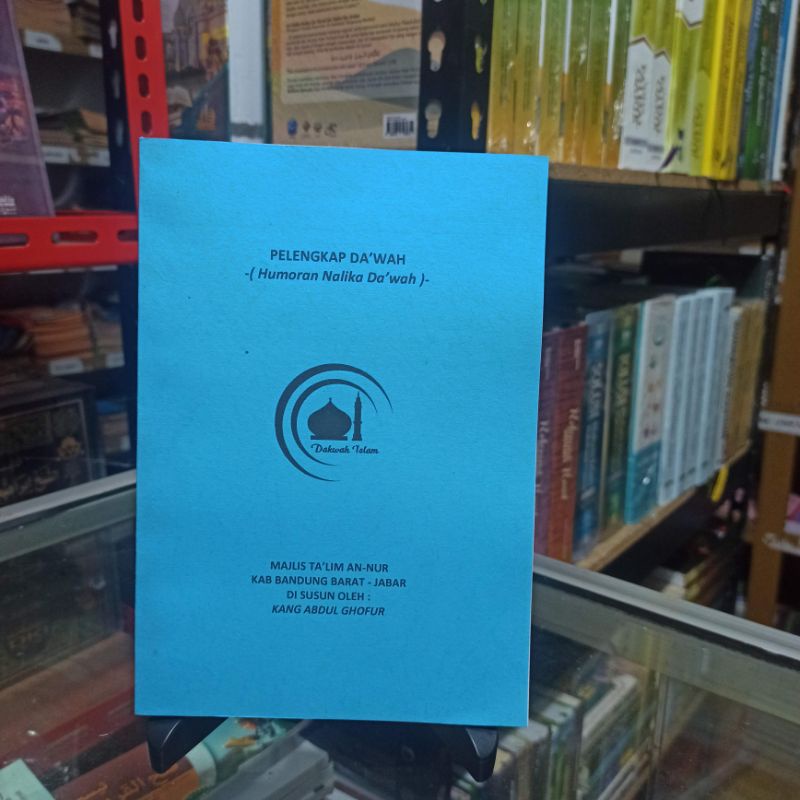 PELENGKAP DA'WAH
-( Humoran Nalika Da'wah )-
Dakwah Islam
MAJLIS TA'LIM AN-NUR
KAB BANDUNG BARAT - JABAR
DI SUSUN OLEH :
KANG ABDUL GHOFUR